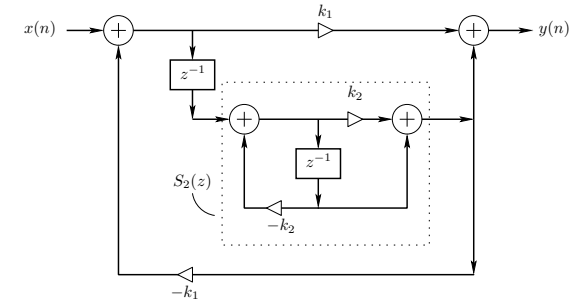 k₁
x(n)
+
+
y(n)
z⁻¹
k₂
+
+
z⁻¹
S₂(z)
−k₂
−k₁